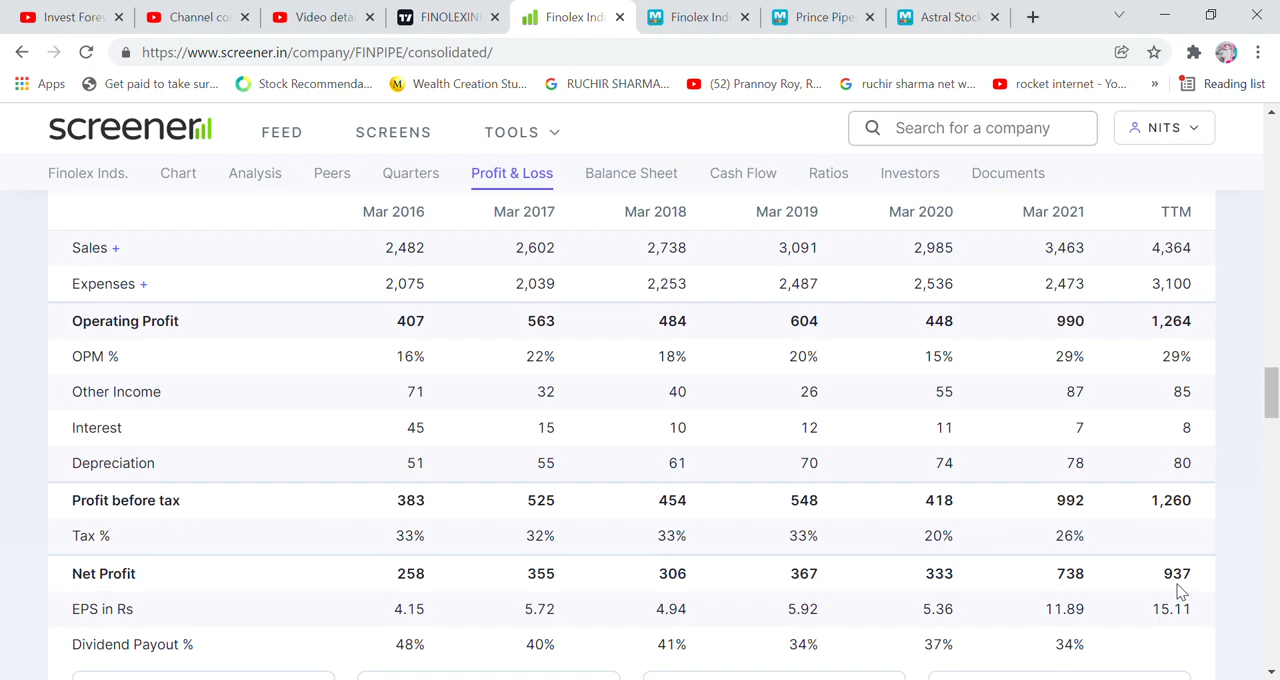 Invest Forev
Channel co
Video detai
FINOLEXIN
Finolex Ind
Finolex Ind
Prince Pipe
Astral Stock
https://www.screener.in/company/FINPIPE/consolidated/
Apps
Get paid to take sur...
Stock Recommenda...
Wealth Creation Stu...
RUCHIR SHARMA...
(52) Prannoy Roy, R...
ruchir sharma net w...
rocket internet - Yo...
»
Reading list
screener
FEED
SCREENS
TOOLS
Search for a company
NITS
Finolex Inds.
Chart
Analysis
Peers
Quarters
Profit & Loss
Balance Sheet
Cash Flow
Ratios
Investors
Documents
Mar 2016 Mar 2017 Mar 2018 Mar 2019 Mar 2020 Mar 2021 TTM
Sales + 2,482 2,602 2,738 3,091 2,985 3,463 4,364
Expenses + 2,075 2,039 2,253 2,487 2,536 2,473 3,100
Operating Profit 407 563 484 604 448 990 1,264
OPM % 16% 22% 18% 20% 15% 29% 29%
Other Income 71 32 40 26 55 87 85
Interest 45 15 10 12 11 7 8
Depreciation 51 55 61 70 74 78 80
Profit before tax 383 525 454 548 418 992 1,260
Tax % 33% 32% 33% 33% 20% 26%
Net Profit 258 355 306 367 333 738 937
EPS in Rs 4.15 5.72 4.94 5.92 5.36 11.89 15.11
Dividend Payout % 48% 40% 41% 34% 37% 34%